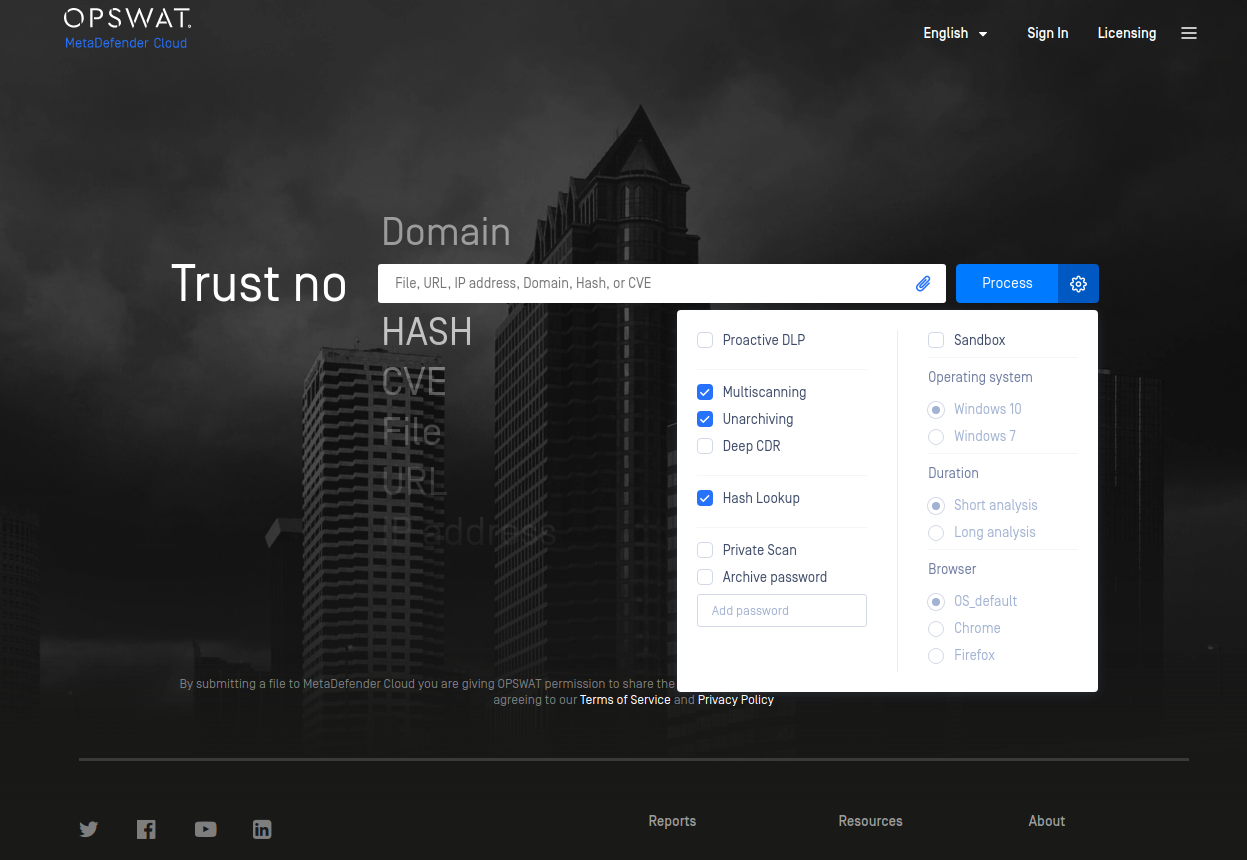 OPSWAT.
MetaDefender Cloud
English
Sign In
Licensing
Domain
Trust no
File, URL, IP address, Domain, Hash, or CVE
Process
HASH
CVE
File
URL
IP address
Proactive DLP
Multiscanning
Unarchiving
Deep CDR
Hash Lookup
Private Scan
Archive password
Add password
Sandbox
Operating system
Windows 10
Windows 7
Duration
Short analysis
Long analysis
Browser
OS_default
Chrome
Firefox
By submitting a file to MetaDefender Cloud you are giving OPSWAT permission to share the
agreeing to our Terms of Service and Privacy Policy
Reports
Resources
About